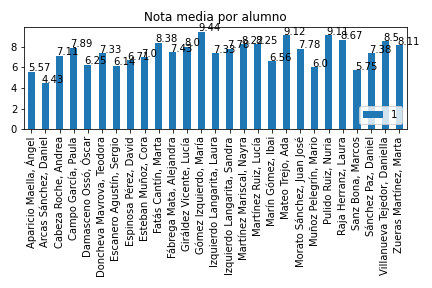 Nota media por alumno
8
6
4
2
0
5.57
4.43
7.11
7.89
6.25
7.33
6.14
7.0
8.38
7.43
8.0
9.44
7.33
7.78
8.22
8.25
6.56
9.12
7.78
6.0
9.11
8.67
5.75
7.38
8.5
8.11
1
Aparicio Maella, Ángel
Arcas Sánchez, Daniel
Cabeza Roche, Andrea
Campo García, Paula
Damasceno Ossó, Óscar
Doncheva Mavrova, Teodora
Escanero Agustín, Sergio
Espinosa Pérez, David
Esteban Muñoz, Cora
Fatás Cantín, Marta
Fábrega Mata, Alejandra
Giráldez Vicente, Lucía
Gómez Izquierdo, María
Izquierdo Langarita, Laura
Izquierdo Langarita, Sandra
Martínez Mariscal, Nayra
Martínez Ruiz, Lucía
Marín Gómez, Ibai
Mateo Trejo, Ada
Morato Sánchez, Juan José
Muñoz Pelegrín, Mario
Pulido Ruiz, Nuria
Raja Herranz, Laura
Sanz Bona, Marcos
Sánchez Paz, Daniel
Villanueva Tejedor, Daniella
Zueras Martínez, Marta